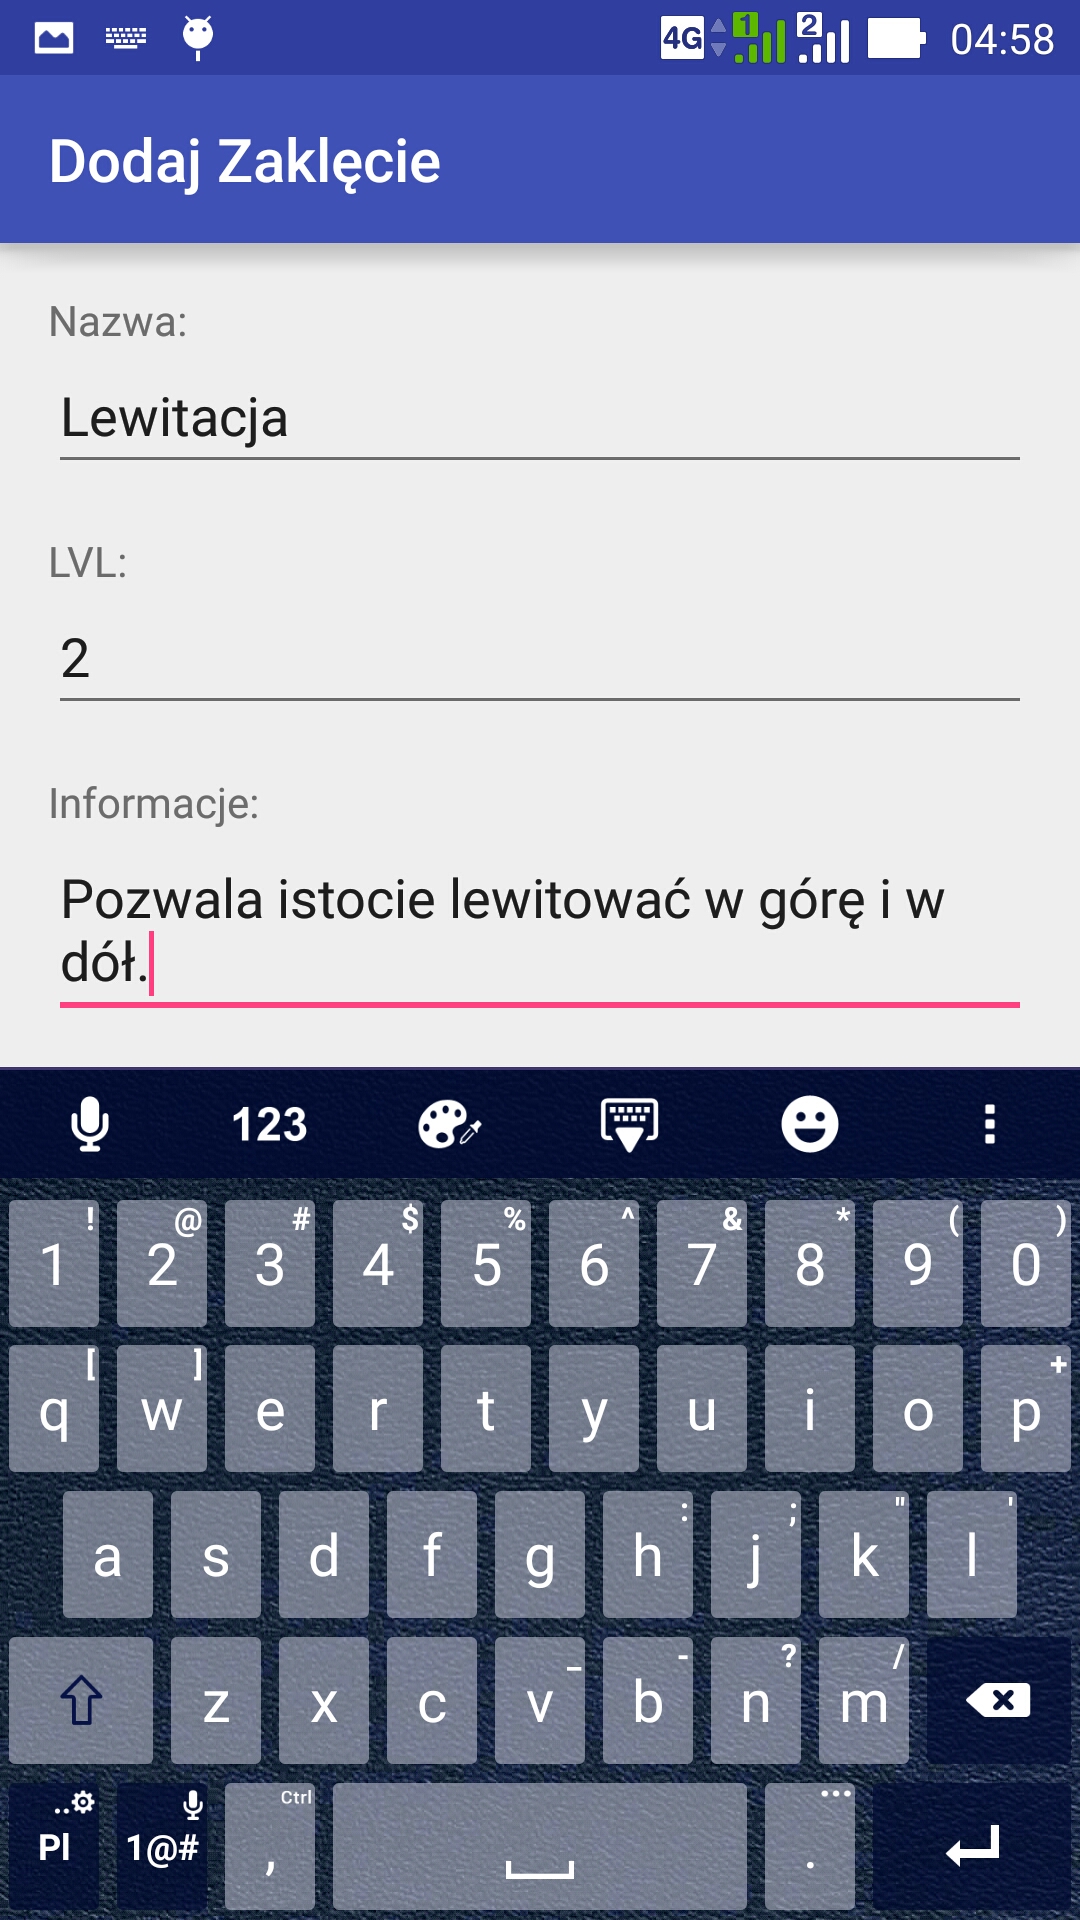 4G 1 2 04:58
Dodaj Zaklęcie
Nazwa:
Lewitacja
LVL:
2
Informacje:
Pozwala istocie lewitować w górę i w
dół.
123
! @ # $ % ^ & * ( )
1 2 3 4 5 6 7 8 9 0
[ ] +
q w e r t y u i o p
: ; " '
a s d f g h j k l
_ - ? /
z x c v b n m
Ctrl ...
Pl 1@# , .